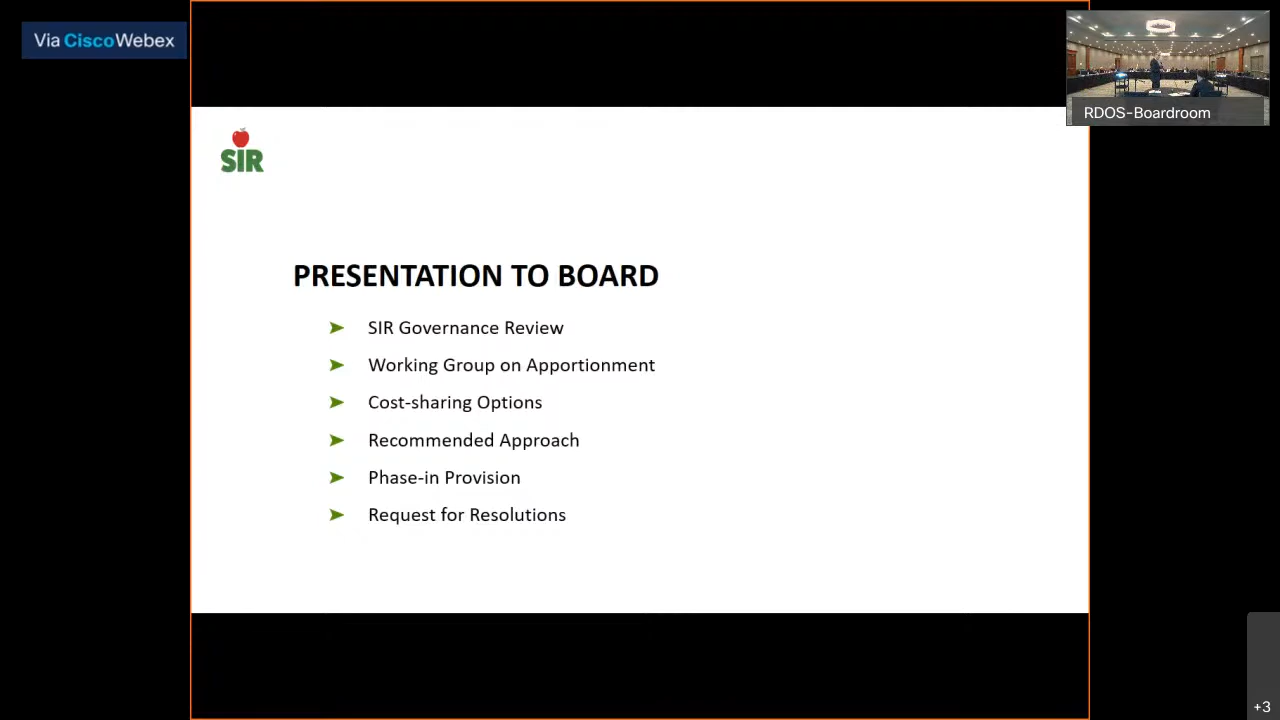 Via CiscoWebex
RDOS-Boardroom
SIR
PRESENTATION TO BOARD
➤ SIR Governance Review
➤ Working Group on Apportionment
➤ Cost-sharing Options
➤ Recommended Approach
➤ Phase-in Provision
➤ Request for Resolutions
+3